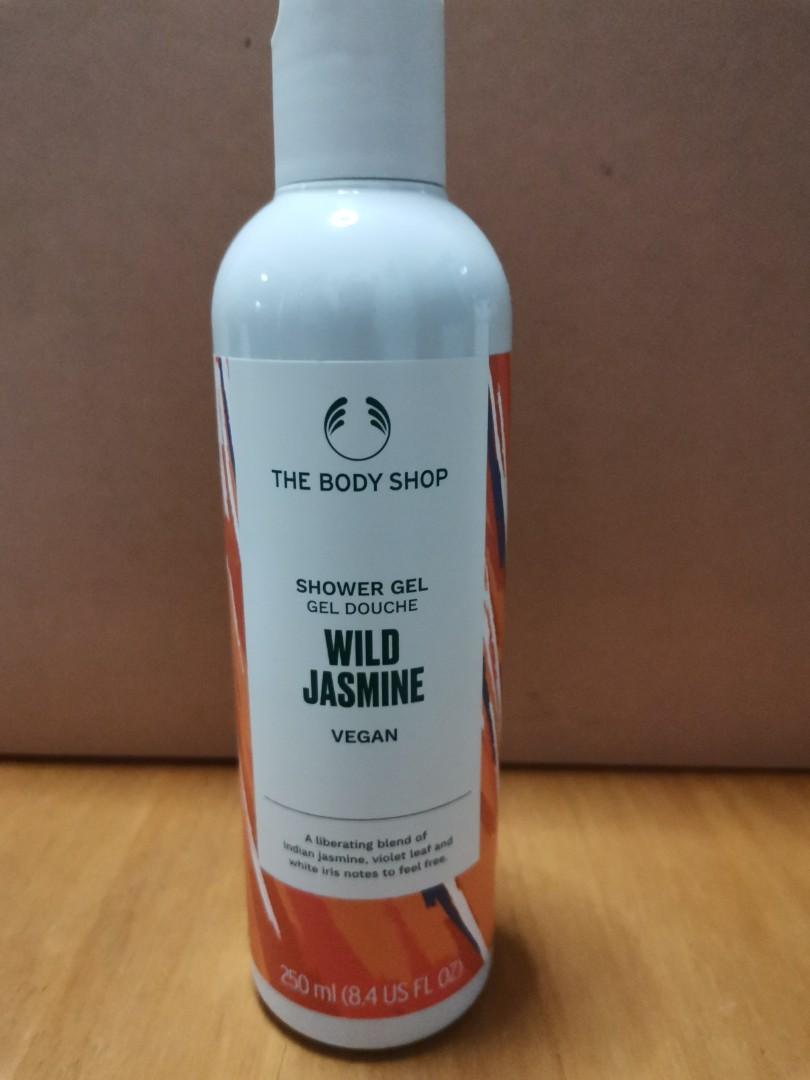 THE BODY SHOP
SHOWER GEL
GEL DOUCHE
WILD
JASMINE
VEGAN
A liberating blend of
indian jasmine, violet leaf and
white iris notes to feel free.
250 ml (8.4 US FL OZ)